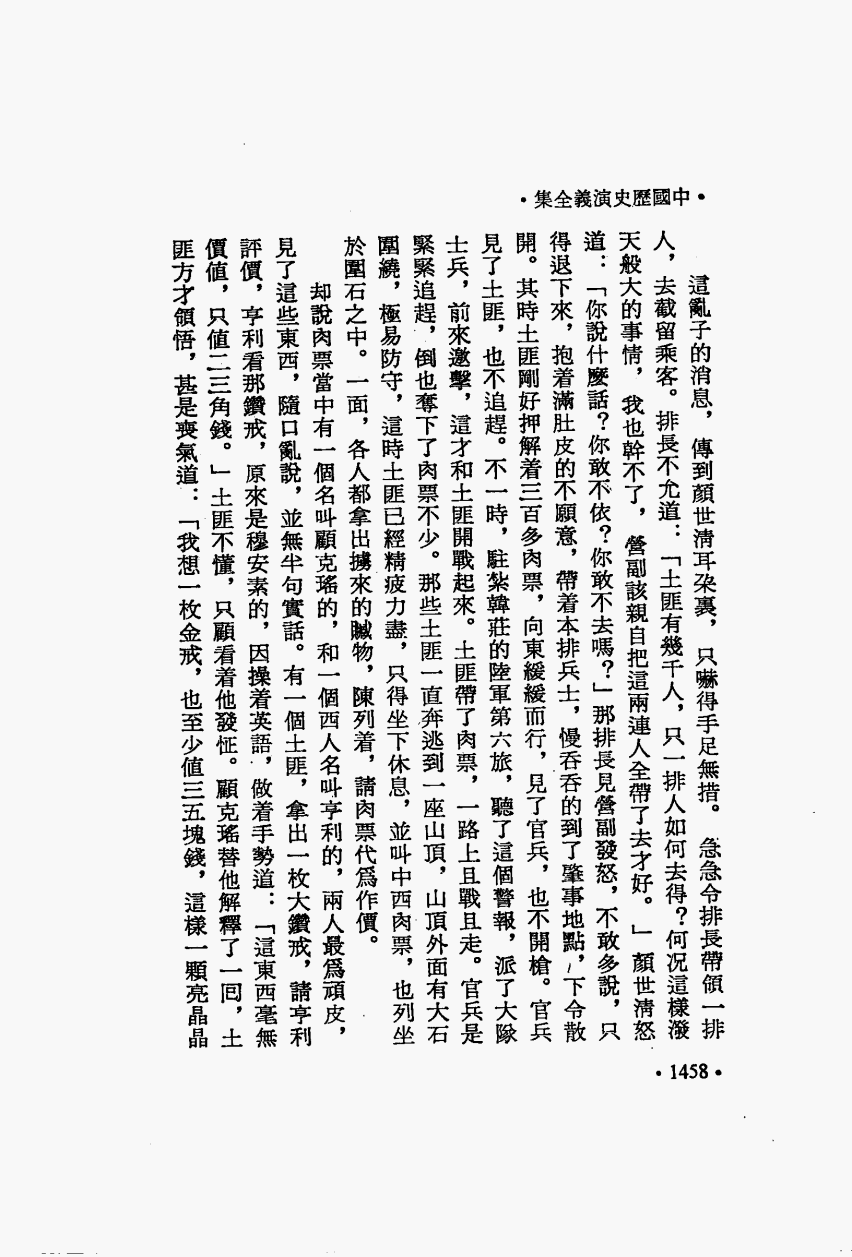 •中國歷史演義全集•
這亂子的消息，傳到顏世清耳朶裏，只嚇得手足無措。急急令排長帶領一排
人，去截留乘客。排長不允道：「土匪有幾千人，只一排人如何去得？何况這樣潑
天般大的事情，我也幹不了，營副該親自把這兩連人全帶了去才好。」顏世清怒
道：「你說什麼話？你敢不依？你敢不去嗎？」那排長見營副發怒，不敢多說，只
得退下來，抱着滿肚皮的不願意，帶着本排兵士，慢呑呑的到了肇事地點，下令散
開。其時土匪剛好押解着三百多肉票，向東緩緩而行，見了官兵，也不開槍。官兵
見了土匪，也不追趕。不一時，駐紮韓莊的陸軍第六旅，聽了這個警報，派了大隊
士兵，前來邀擊，這才和土匪開戰起來。土匪帶了肉票，一路上且戰且走。官兵是
緊緊追趕，倒也奪下了肉票不少。那些土匪一直奔逃到一座山頂，山頂外面有大石
圍繞，極易防守，這時土匪已經精疲力盡，只得坐下休息，並叫中西肉票，也列坐
於圍石之中。一面，各人都拿出擄來的贓物，陳列着，請肉票代爲作價。
却說肉票當中有一個名叫顧克瑤的，和一個西人名叫亨利的，兩人最爲頑皮，
見了這些東西，隨口亂說，並無半句實話。有一個土匪，拿出一枚大鑽戒，請亨利
評價，亨利看那鑽戒，原來是穆安素的，因操着英語，做着手勢道：「這東西毫無
價值，只值二三角錢。」土匪不懂，只顧看着他發怔。顧克瑤替他解釋了一囘，土
匪方才領悟，甚是喪氣道：「我想一枚金戒，也至少值三五塊錢，這樣一顆亮晶晶
•1458•